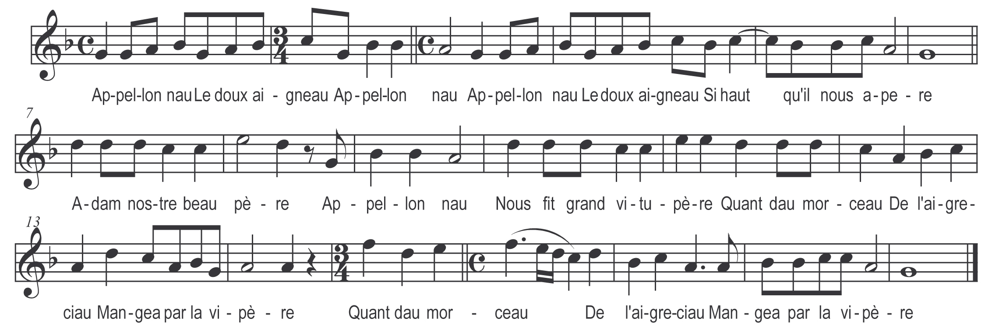 3
4
Ap-pel-lon nau Le doux ai - gneau Ap-pel-lon nau Ap-pel-lon nau Le doux ai-gneau Si haut qu'il nous a-pe - re
7
A-dam nos-tre beau pè - re Ap - pel - lon nau Nous fit grand vi-tu - pè-re Quant dau mor - ceau De l'ai-gre-
13
3
4
ciau Man-gea par la vi - pè - re Quant dau mor - ceau De l'ai-gre-ciau Man - gea par la vi-pè - re